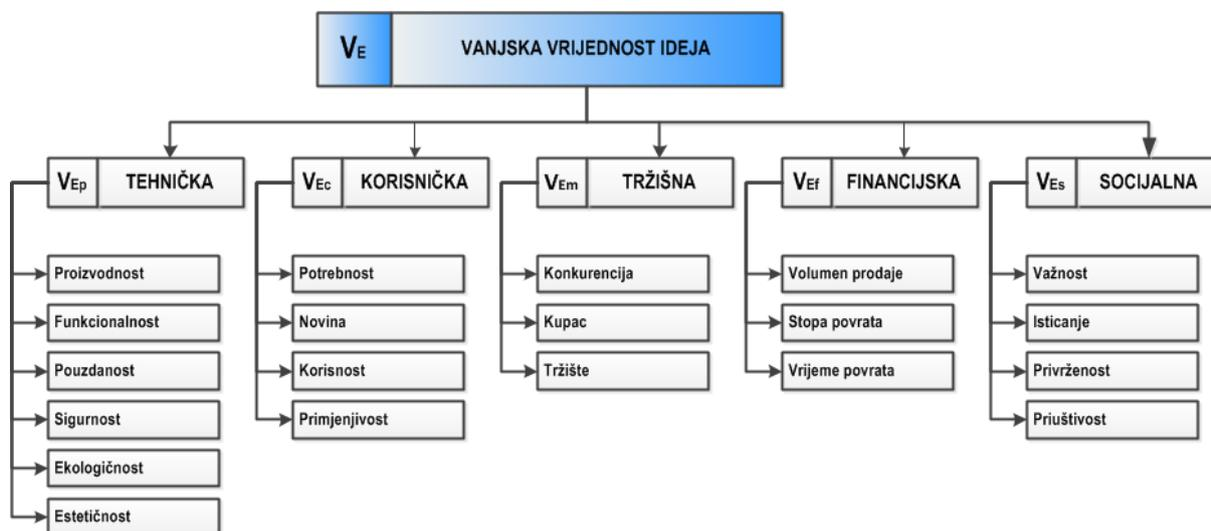 VE VANJSKA VRIJEDNOST IDEJA
VEp TEHNIČKA
Proizvodnost
Funkcionalnost
Pouzdanost
Sigurnost
Ekologičnost
Estetičnost
VEc KORISNIČKA
Potrebnost
Novina
Korisnost
Primjenjivost
VEm TRŽIŠNA
Konkurencija
Kupac
Tržište
VEf FINANCIJSKA
Volumen prodaje
Stopa povrata
Vrijeme povrata
VEs SOCIJALNA
Važnost
Isticanje
Privrženost
Priuštivost